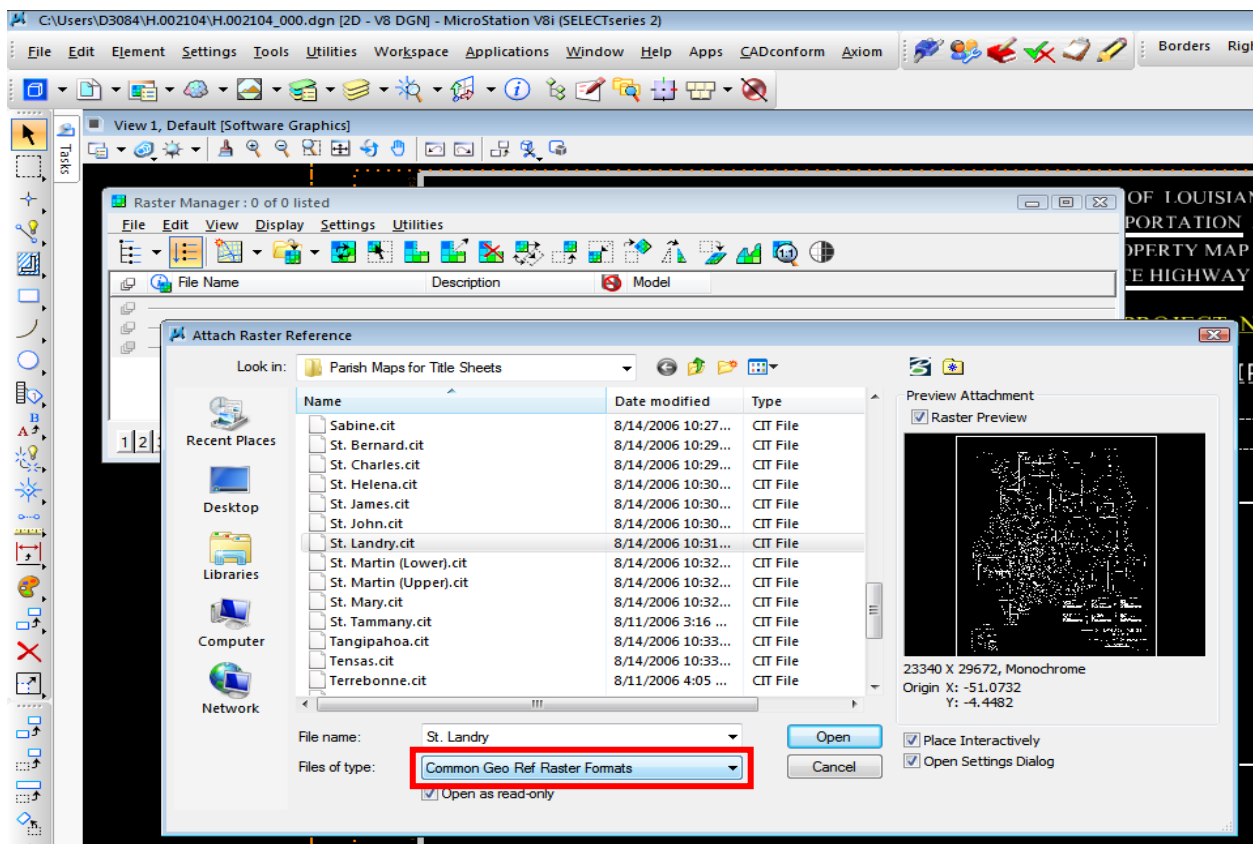 C:\Users\D3084\H.002104\H.002104_000.dgn [2D - V8 DGN] - MicroStation V8i (SELECTseries 2)
File Edit Element Settings Tools Utilities Workspace Applications Window Help Apps CADconform Axiom Borders Righ
View 1, Default [Software Graphics]
Tasks
Raster Manager : 0 of 0 listed
File Edit View Display Settings Utilities
File Name Description Model
OF LOUISIAN
PORTATION
OPERTY MAP
TE HIGHWAY
1 2
Attach Raster Reference
Look in: Parish Maps for Title Sheets
Name Date modified Type
Sabine.cit 8/14/2006 10:27... CIT File
St. Bernard.cit 8/14/2006 10:29... CIT File
St. Charles.cit 8/14/2006 10:29... CIT File
St. Helena.cit 8/14/2006 10:30... CIT File
St. James.cit 8/14/2006 10:30... CIT File
St. John.cit 8/14/2006 10:30... CIT File
St. Landry.cit 8/14/2006 10:31... CIT File
St. Martin (Lower).cit 8/14/2006 10:32... CIT File
St. Martin (Upper).cit 8/14/2006 10:32... CIT File
St. Mary.cit 8/14/2006 10:32... CIT File
St. Tammany.cit 8/11/2006 3:16 ... CIT File
Tangipahoa.cit 8/14/2006 10:33... CIT File
Tensas.cit 8/14/2006 10:33... CIT File
Terrebonne.cit 8/11/2006 4:05 ... CIT File
Recent Places
Desktop
Libraries
Computer
Network
Preview Attachment
Raster Preview
23340 X 29672, Monochrome
Origin X: -51.0732
Y: -4.4482
File name: St. Landry Open
Files of type: Common Geo Ref Raster Formats Cancel
Open as read-only
Place Interactively
Open Settings Dialog